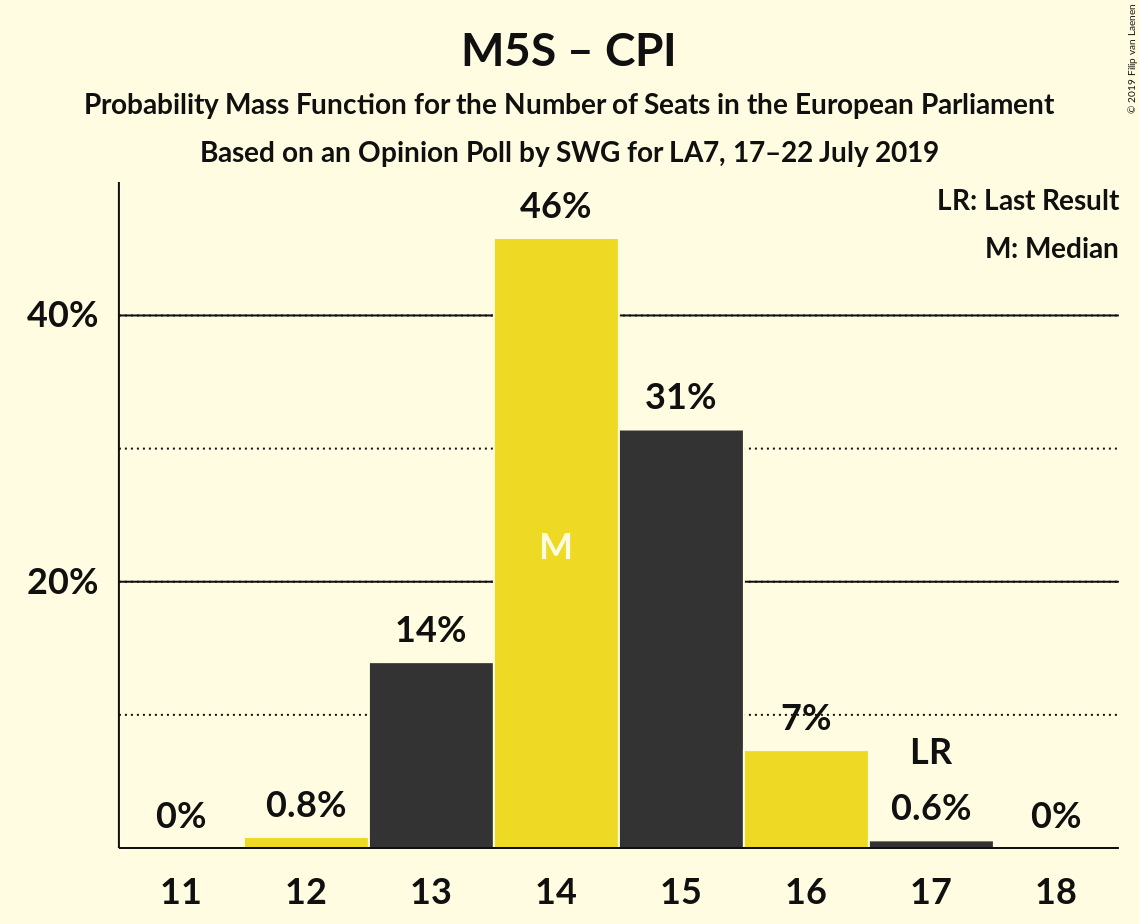 M5S – CPI
Probability Mass Function for the Number of Seats in the European Parliament
Based on an Opinion Poll by SWG for LA7, 17–22 July 2019
© 2019 Filip van Laenen
LR: Last Result
M: Median
46%
40%
31%
M
20%
14%
7%
LR
0% 0.8% 0.6% 0%
11 12 13 14 15 16 17 18